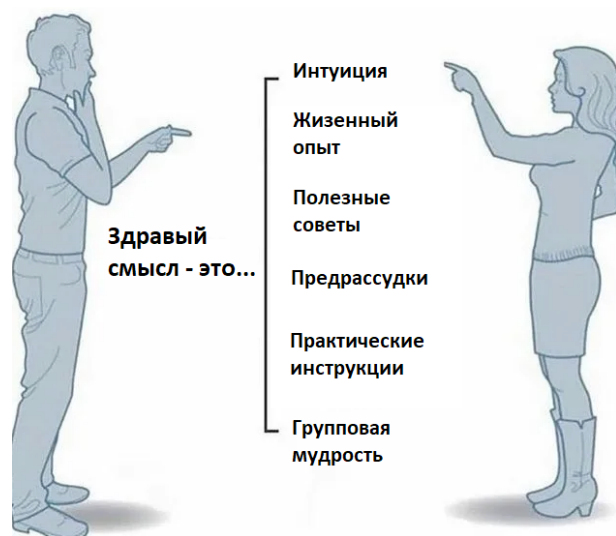 Интуиция
Жизенный
опыт
Полезные
советы
Здравый
смысл - это...
Предрассудки
Практические
инструкции
Групповая
мудрость